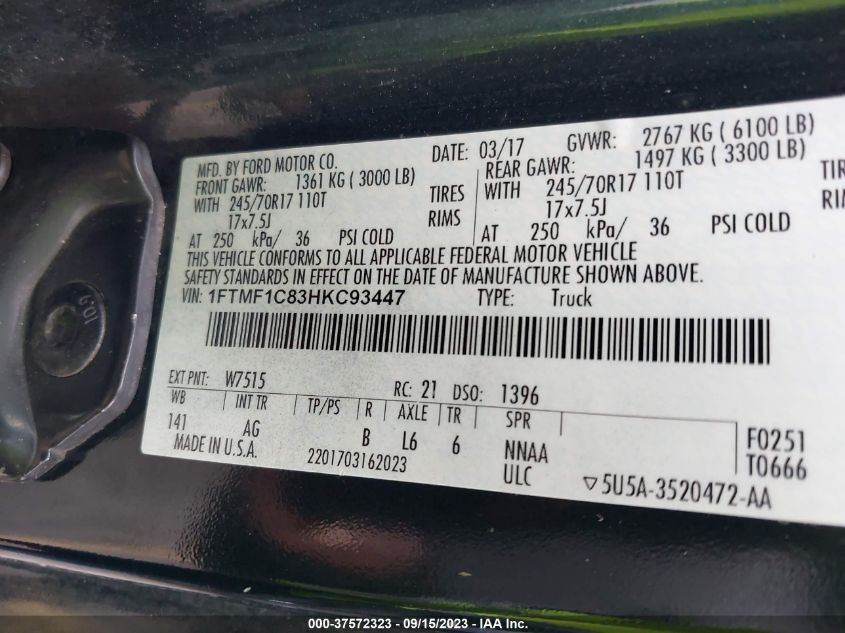 MFD. BY FORD MOTOR CO. DATE: 03/17 GVWR: 2767 KG ( 6100 LB)
FRONT GAWR: 1361 KG ( 3000 LB) REAR GAWR: 1497 KG ( 3300 LB)
WITH 245/70R17 110T TIRES WITH 245/70R17 110T TIR
17x7.5J RIMS 17x7.5J RIM
AT 250 kPa/ 36 PSI COLD AT 250 kPa/ 36 PSI COLD
THIS VEHICLE CONFORMS TO ALL APPLICABLE FEDERAL MOTOR VEHICLE
SAFETY STANDARDS IN EFFECT ON THE DATE OF MANUFACTURE SHOWN ABOVE.
VIN: 1FTMF1C83HKC93447 TYPE: Truck
EXT PNT: W7515 RC: 21 DSO: 1396
WB INT TR TP/PS R AXLE TR SPR
141 AG B L6 6 NNAA F0251
MADE IN U.S.A. 2201703162023 ULC ▽5U5A-3520472-AA T0666
10.9
000-37572323 - 09/15/2023 - IAA Inc.